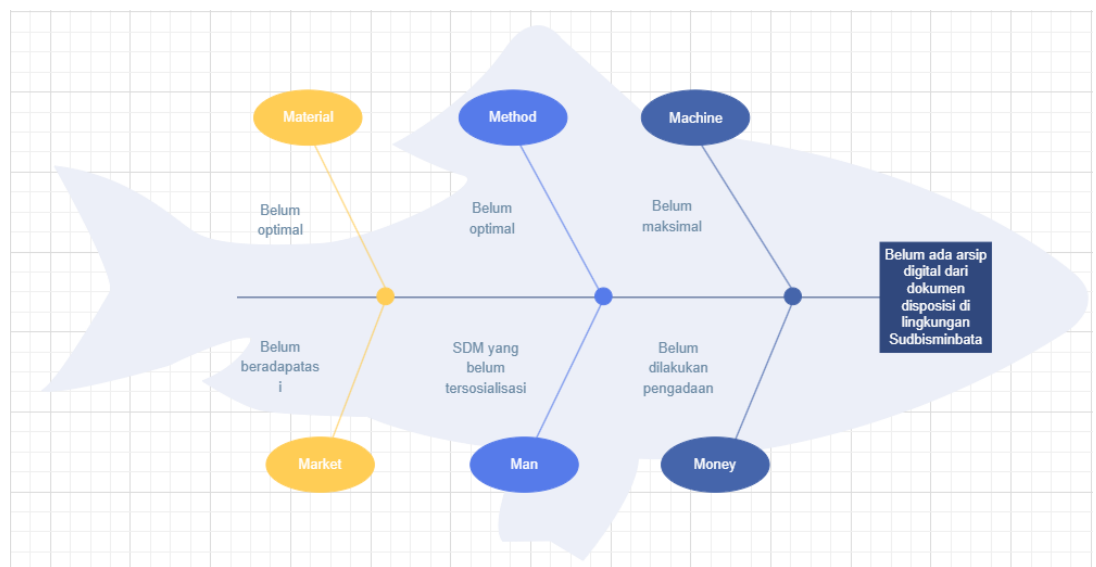 Material
Method
Machine
Belum
optimal
Belum
optimal
Belum
maksimal
Belum ada arsip
digital dari
dokumen
disposisi di
lingkungan
Sudbisminbata
Belum
beradapatas
i
SDM yang
belum
tersosialisasi
Belum
dilakukan
pengadaan
Market
Man
Money